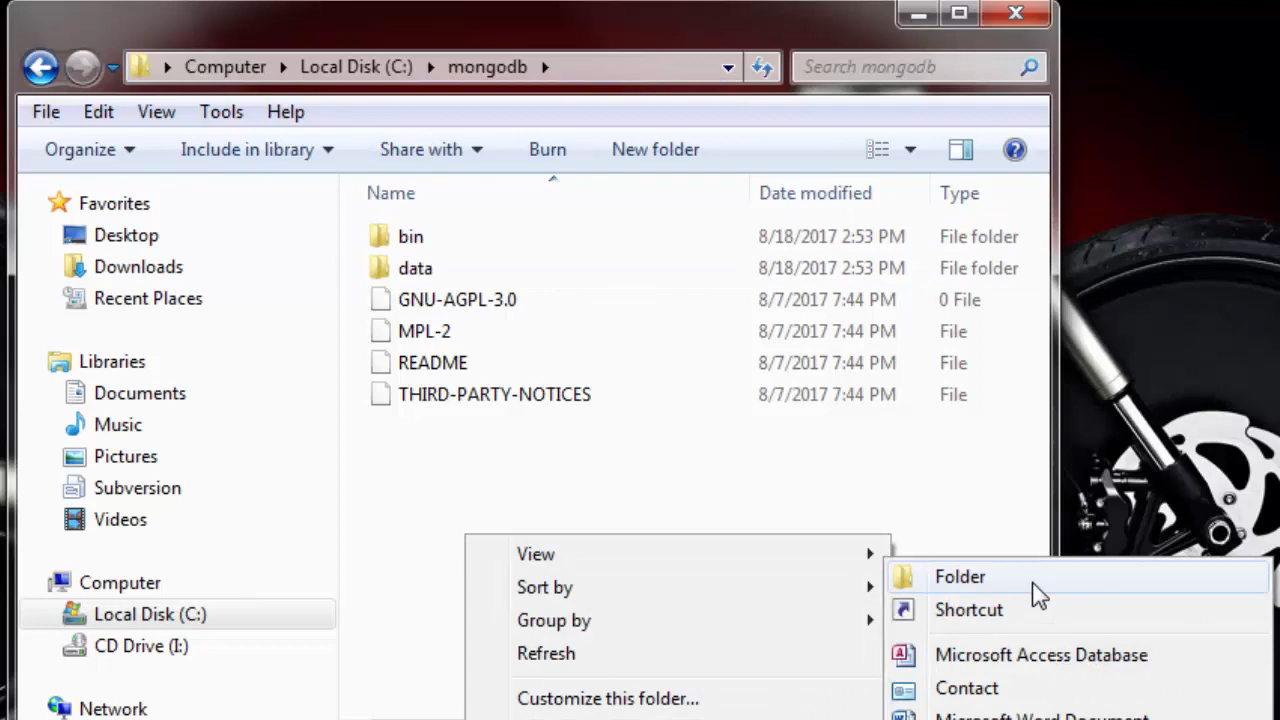 Computer Local Disk (C:) mongodb Search mongodb
File Edit View Tools Help
Organize Include in library Share with Burn New folder
Name Date modified Type
Favorites
Desktop
Downloads
Recent Places
Libraries
Documents
Music
Pictures
Subversion
Videos
Computer
Local Disk (C:)
CD Drive (I:)
Network
bin 8/18/2017 2:53 PM File folder
data 8/18/2017 2:53 PM File folder
GNU-AGPL-3.0 8/7/2017 7:44 PM 0 File
MPL-2 8/7/2017 7:44 PM File
README 8/7/2017 7:44 PM File
THIRD-PARTY-NOTICES 8/7/2017 7:44 PM File
View
Sort by
Group by
Refresh
Customize this folder...
Folder
Shortcut
Microsoft Access Database
Contact
Microsoft Word Document